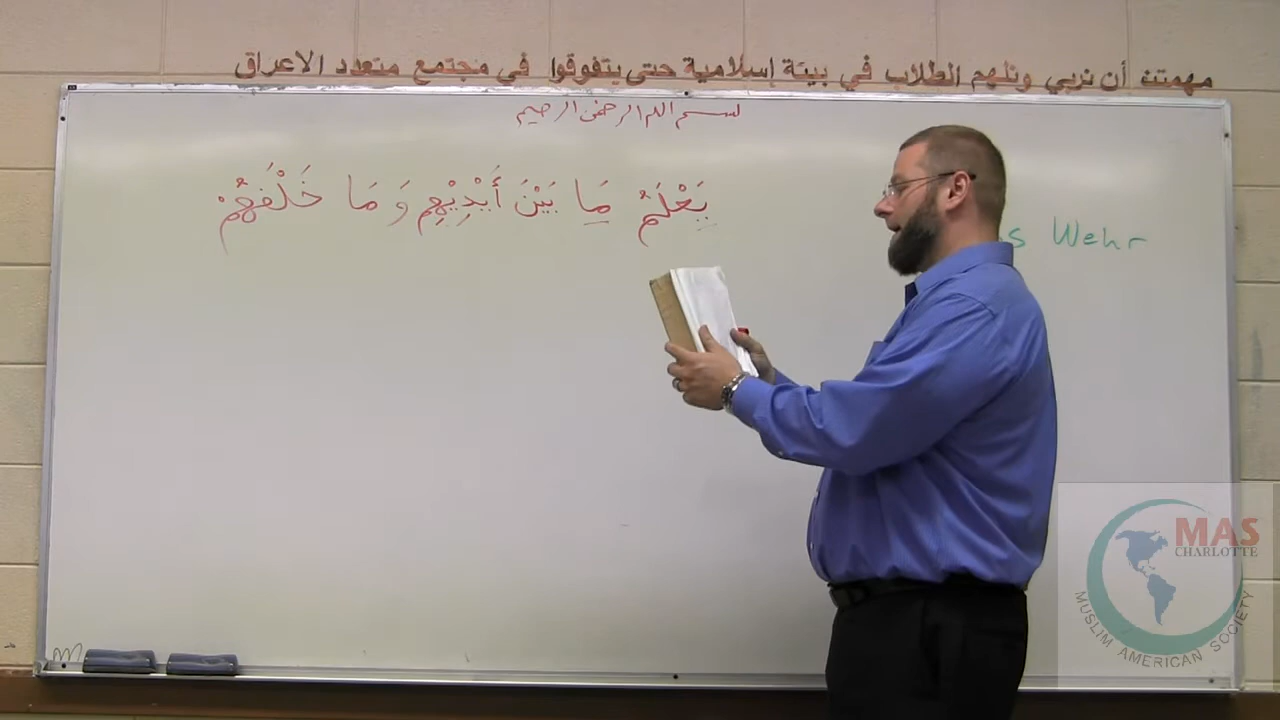 مهمتنا أن نربي ونلهم الطلاب في بيئة إسلامية حتى يتفوقوا في مجتمع متعدد الاعراق
بسم الله الرحمن الرحيم
يَعْلَمُ مَا بَيْنَ أَيْدِيْهِم وَ مَا خَلْفَهُمْ
s Wehr
MAS
CHARLOTTE
MUSLIM AMERICAN SOCIETY